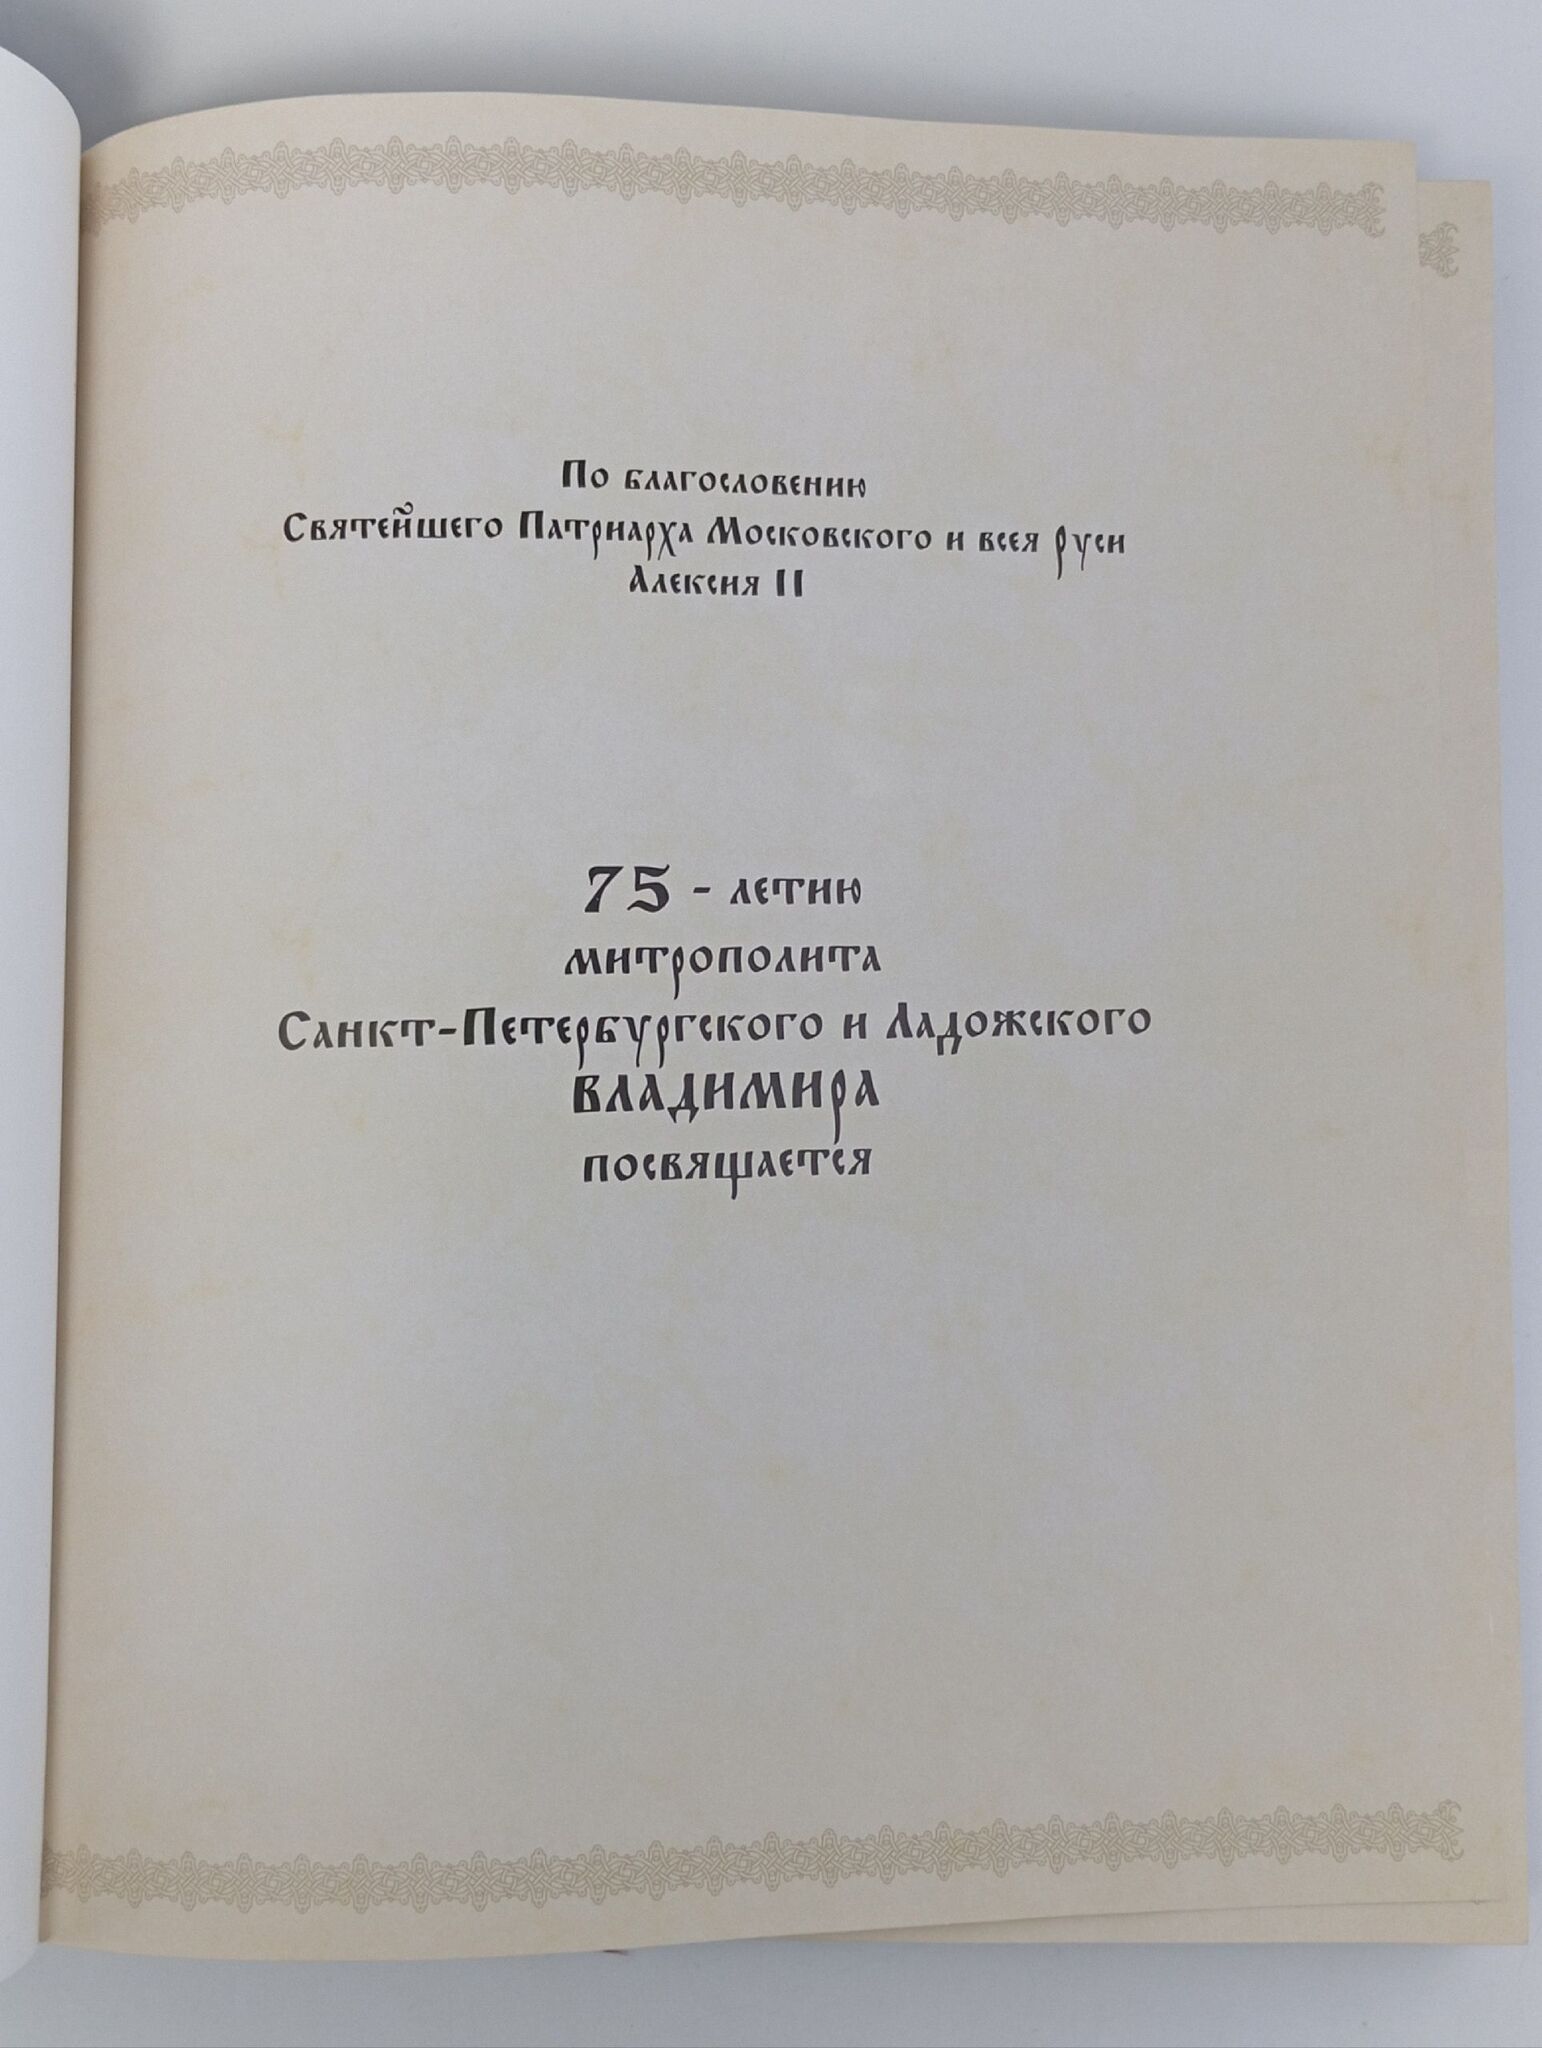 По благословению
Святейшего Патриарха Московского и всея руси
Алексия II
75 - летию
митрополита
Санкт-Петербургского и Ладожского
ВЛАДИМИРА
посвящается